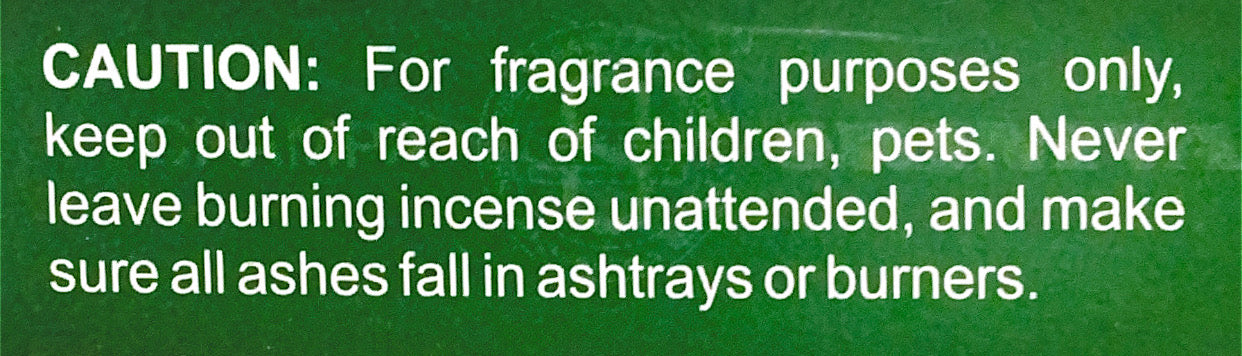 CAUTION: For fragrance purposes only,
keep out of reach of children, pets. Never
leave burning incense unattended, and make
sure all ashes fall in ashtrays or burners.